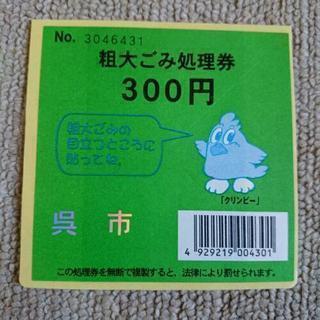 No. 3046431
粗大ごみ処理券
300円
粗大ごみの
目立つところに
貼ってね。
「クリンピー」
呉市
4 929219 004301
この処理券を無断で複製すると、法律により罰せられます。